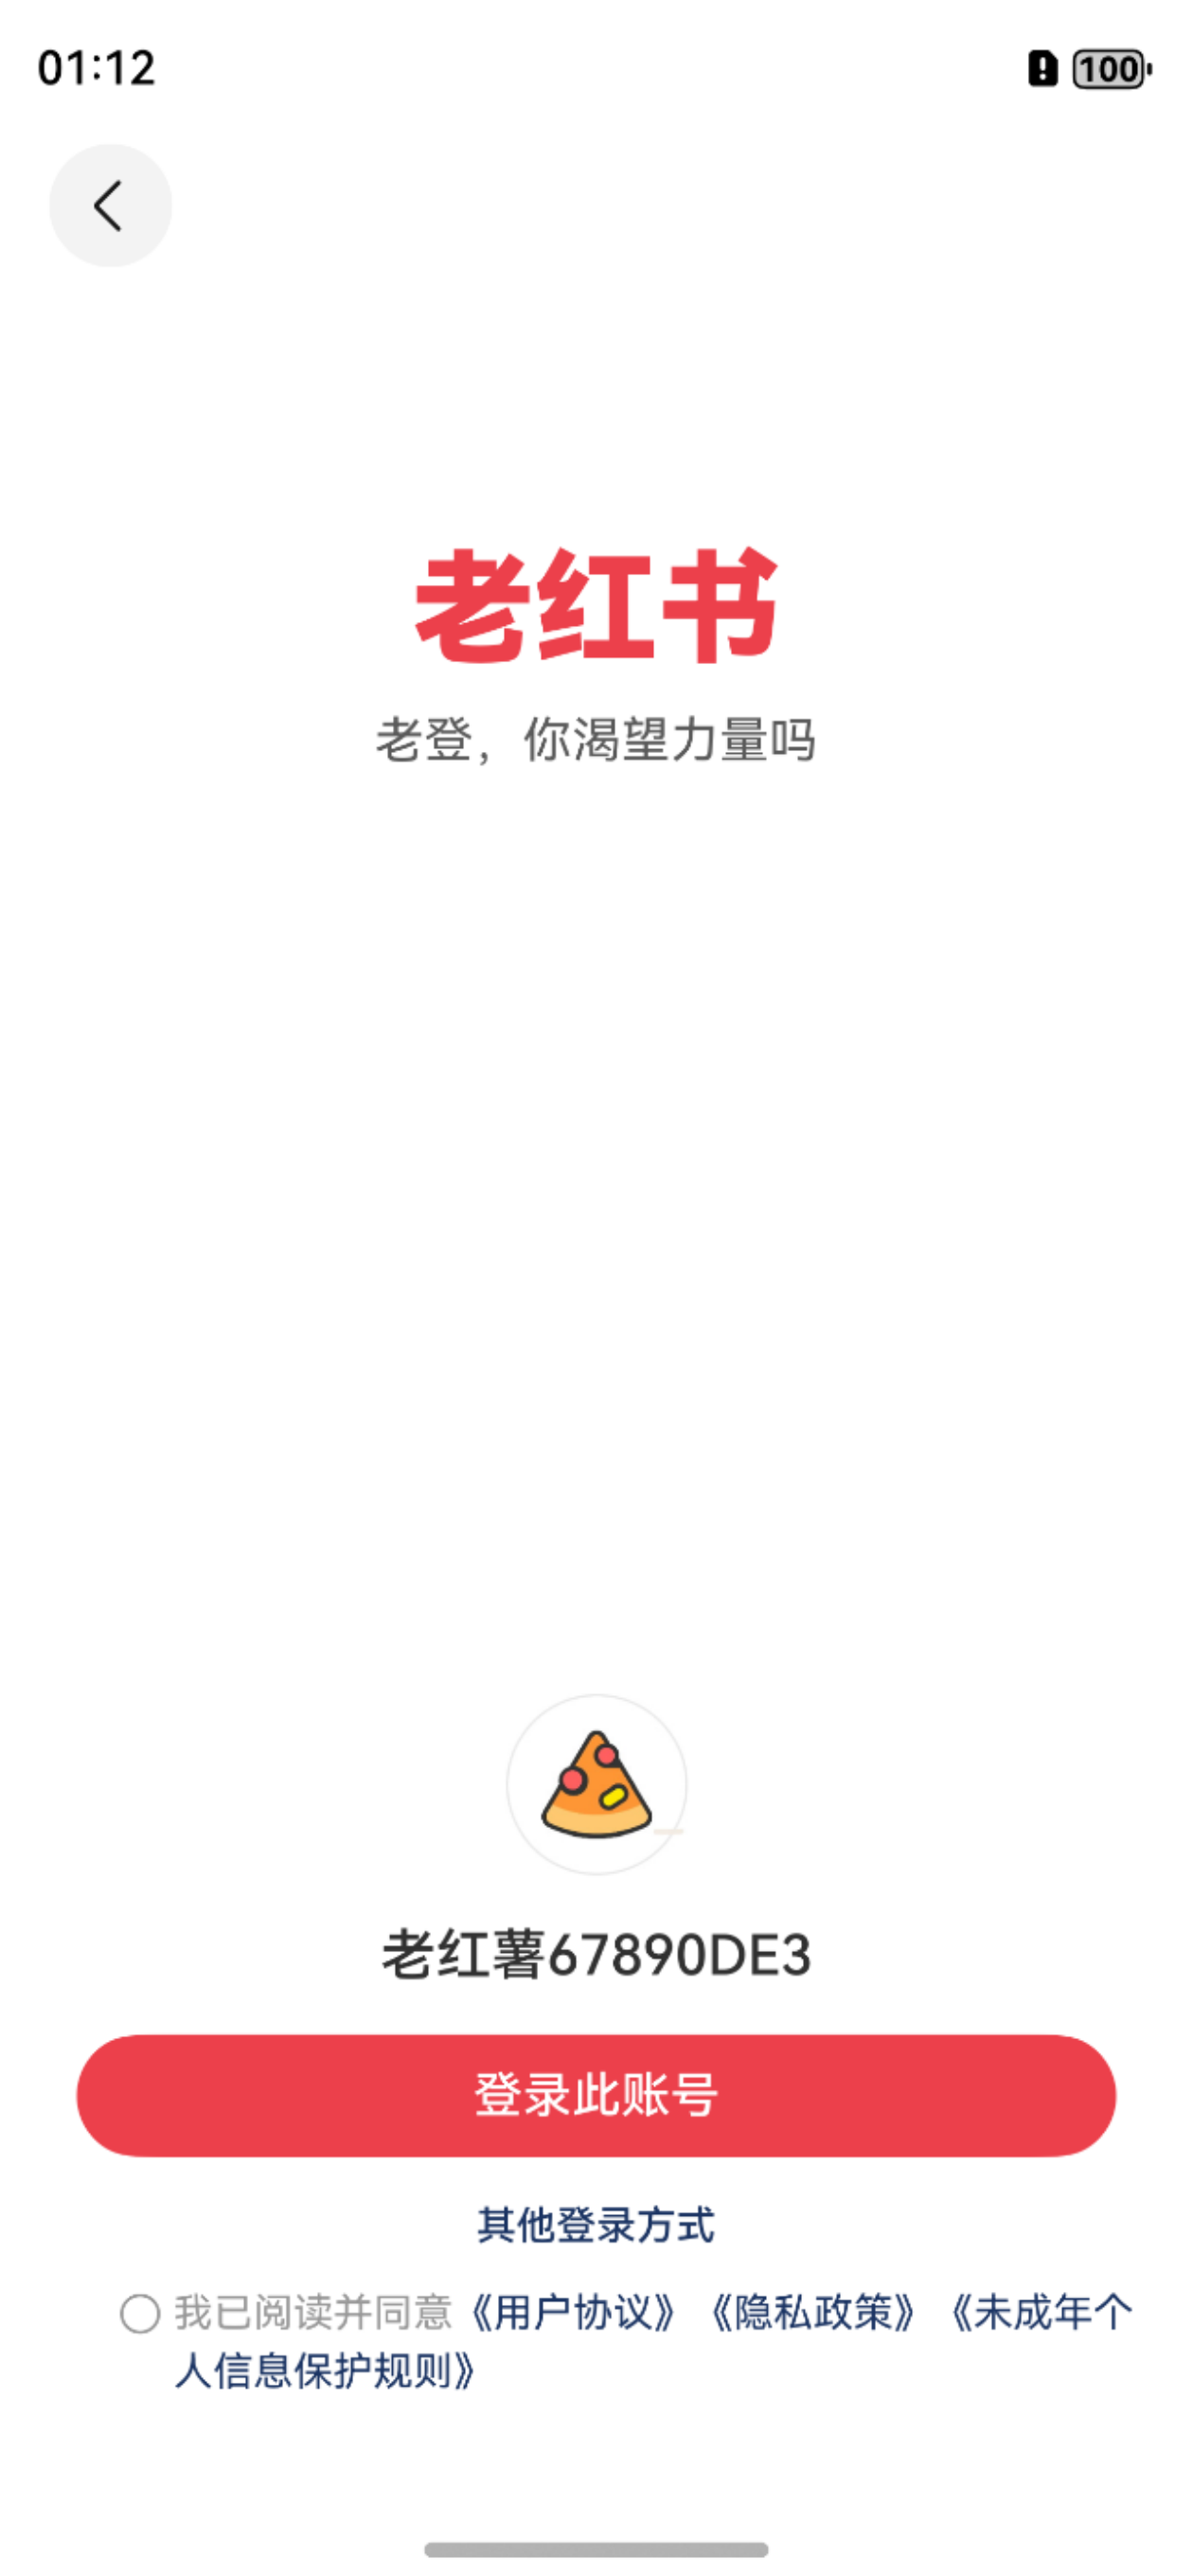 01:12
100
老红书
老登，你渴望力量吗
老红薯67890DE3
登录此账号
其他登录方式
我已阅读并同意《用户协议》《隐私政策》《未成年个
人信息保护规则》